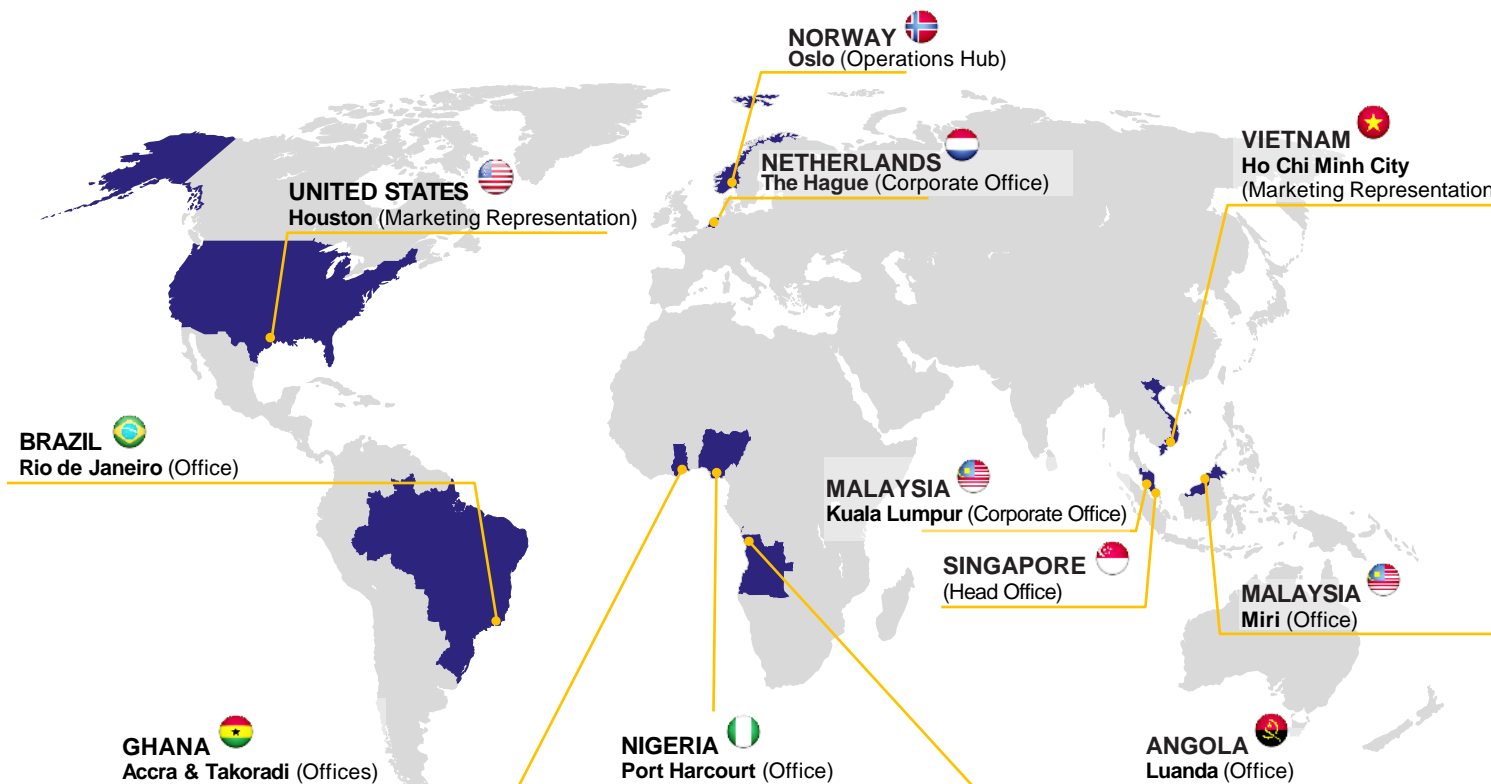 NORWAY
Oslo (Operations Hub)
NETHERLANDS
The Hague (Corporate Office)
VIETNAM
Ho Chi Minh City
(Marketing Representation
UNITED STATES
Houston (Marketing Representation)
BRAZIL
Rio de Janeiro (Office)
MALAYSIA
Kuala Lumpur (Corporate Office)
SINGAPORE
(Head Office)
MALAYSIA
Miri (Office)
GHANA
Accra & Takoradi (Offices)
NIGERIA
Port Harcourt (Office)
ANGOLA
Luanda (Office)